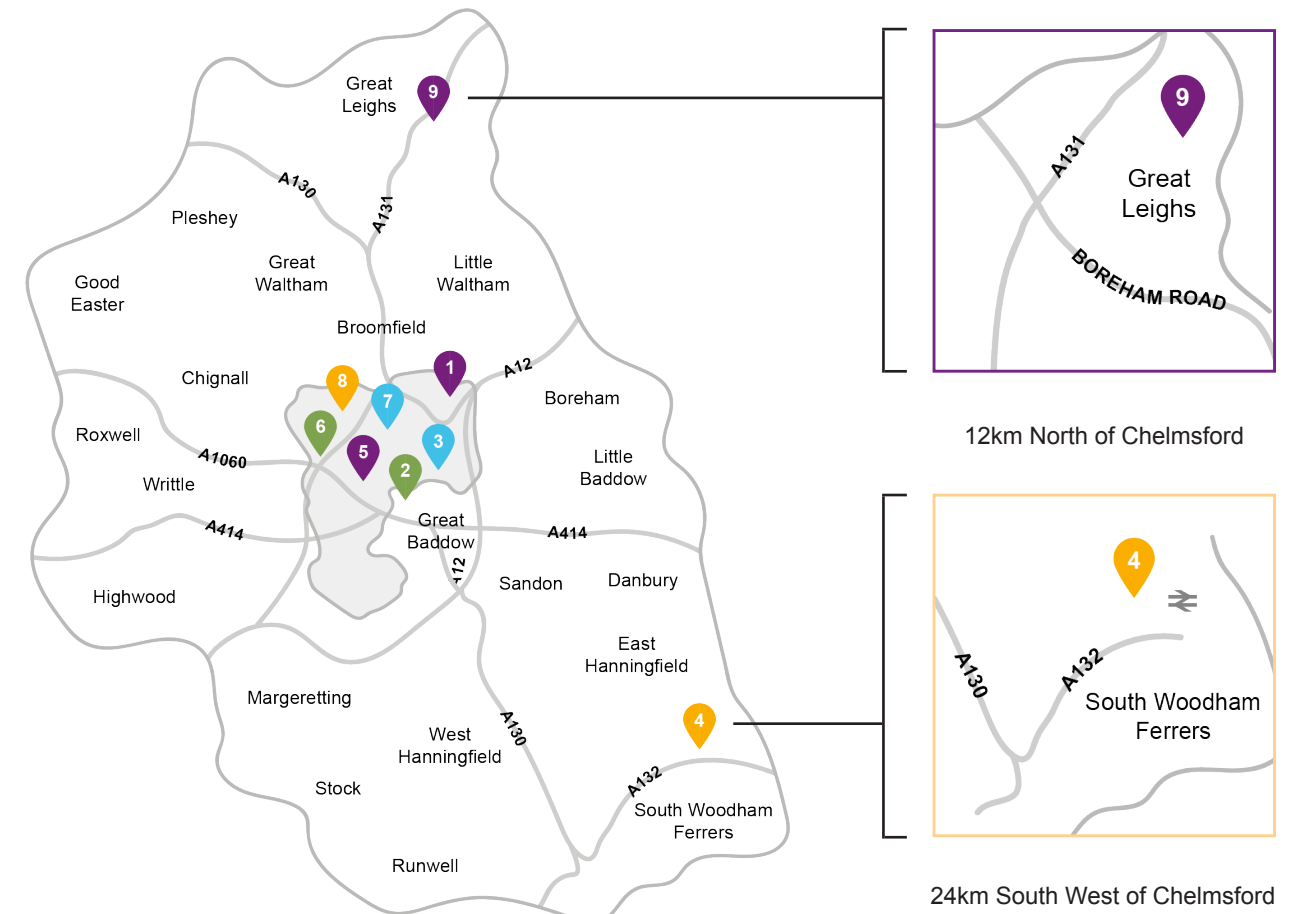 Great
Leighs
9
A130
A131
Pleshey
Great
Waltham
Little
Waltham
Good
Easter
Broomfield
A12
1
8
7
Chignall
Boreham
6
3
5
2
Roxwell
A1060
Writtle
Little
Baddow
A414
Great
Baddow
A414
A12
Sandon
Danbury
Highwood
East
Hanningfield
Margeretting
4
A130
West
Hanningfield
A132
Stock
South Woodham
Ferrers
Runwell
9
A131
Great
Leighs
BOREHAM ROAD
12km North of Chelmsford
4
A130
A132
South Woodham
Ferrers
24km South West of Chelmsford